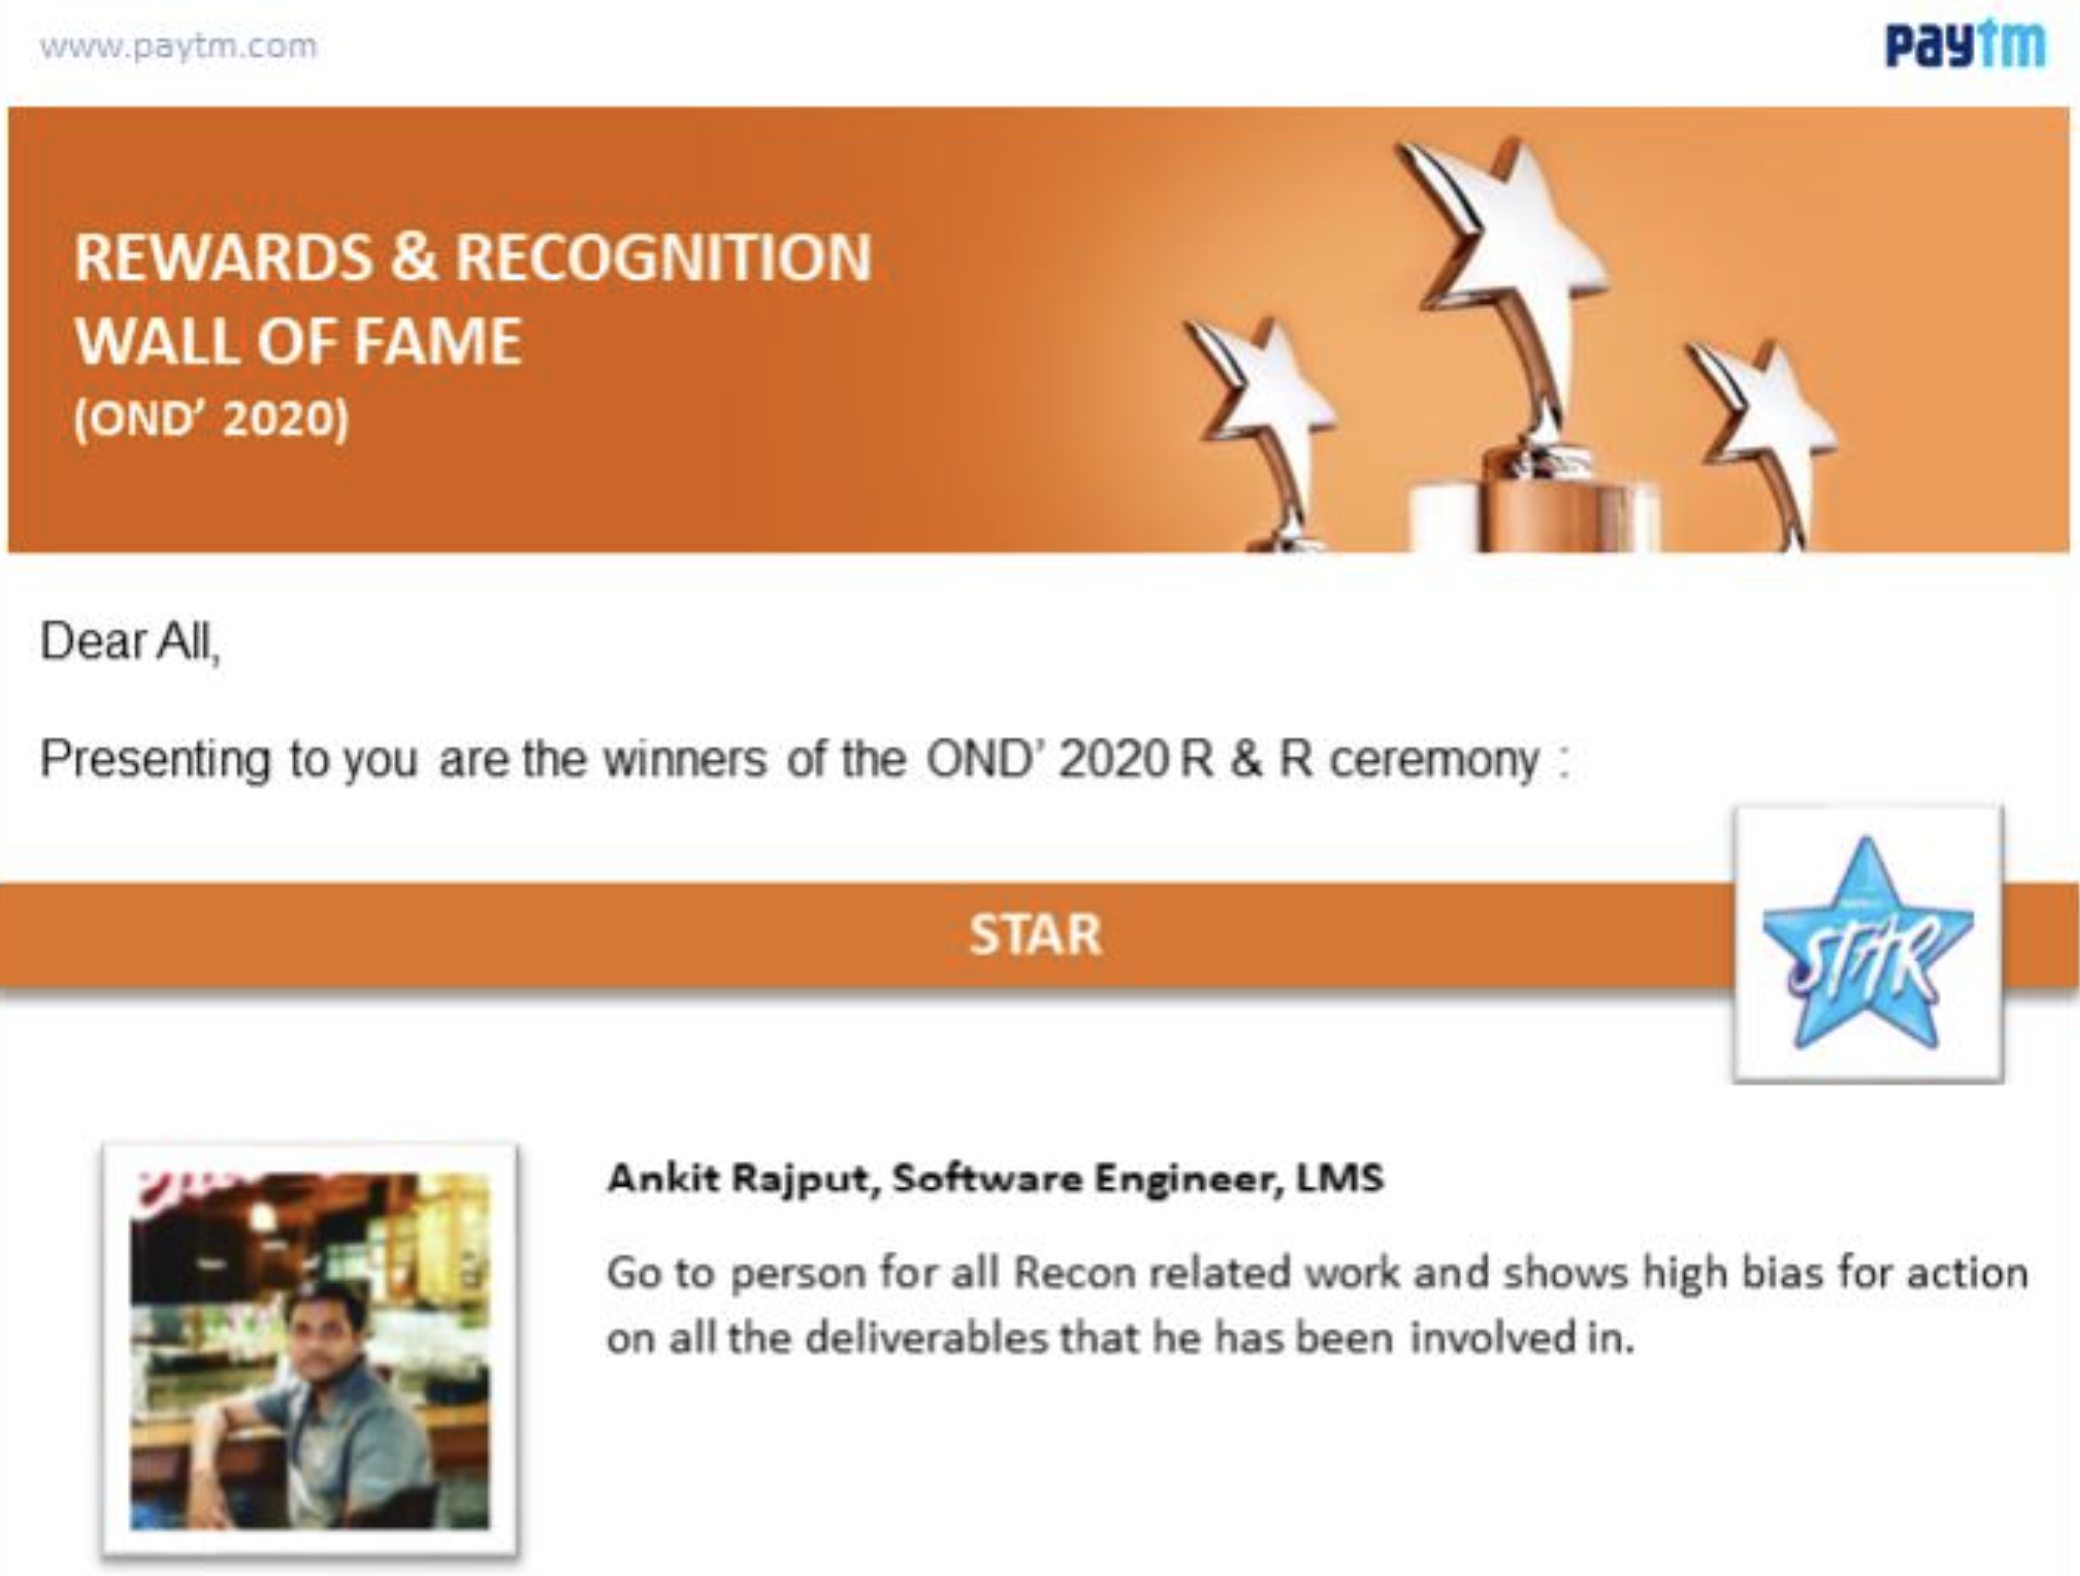 www.paytm.com
paytm
REWARDS & RECOGNITION
WALL OF FAME
(OND’ 2020)
Dear All,
Presenting to you are the winners of the OND’ 2020 R & R ceremony :
STAR
STAR
Ankit Rajput, Software Engineer, LMS
Go to person for all Recon related work and shows high bias for action
on all the deliverables that he has been involved in.